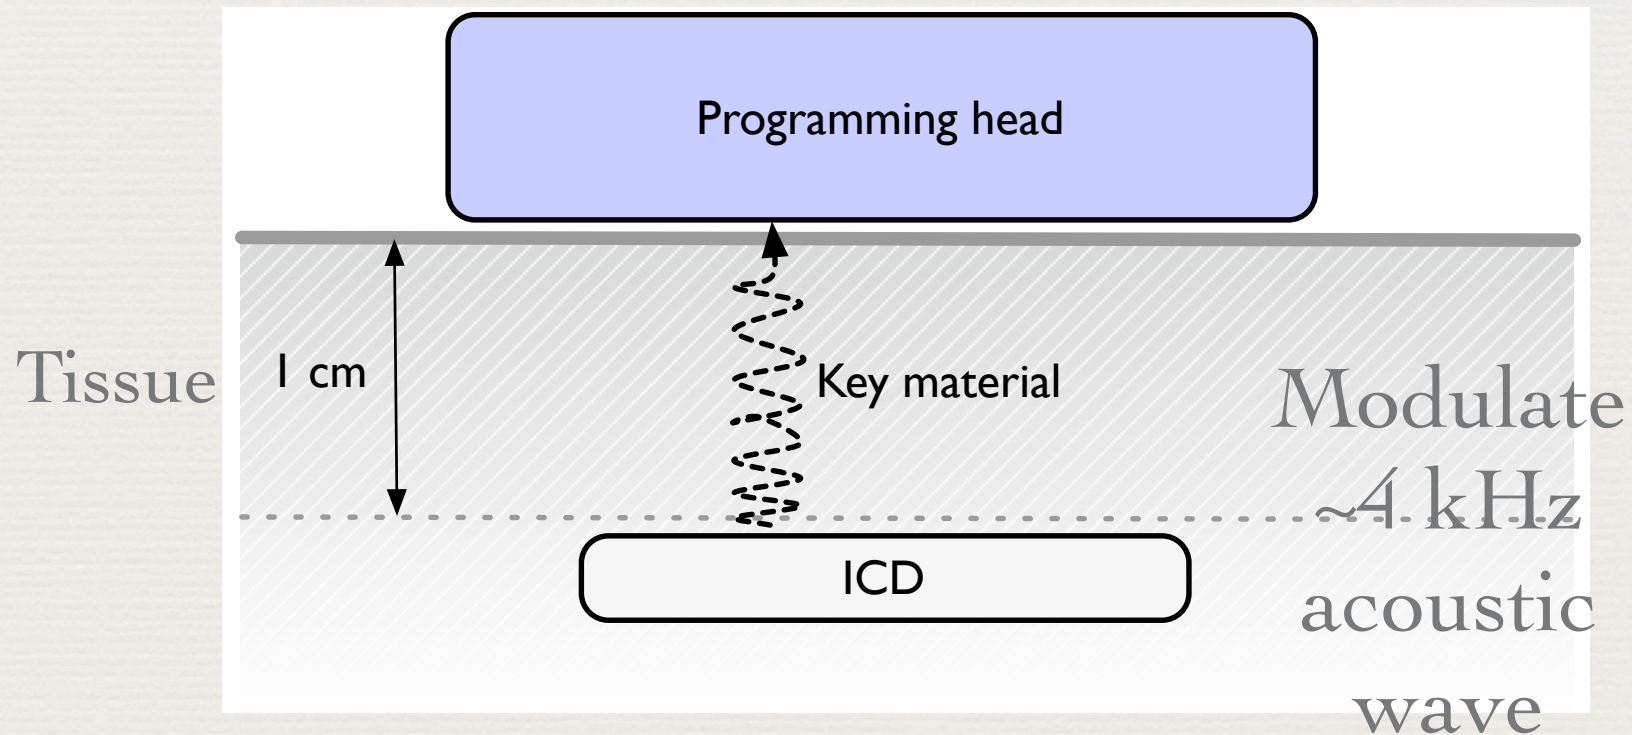 Programming head
Tissue
1 cm
Key material
Modulate
~4 kHz
acoustic
wave
ICD